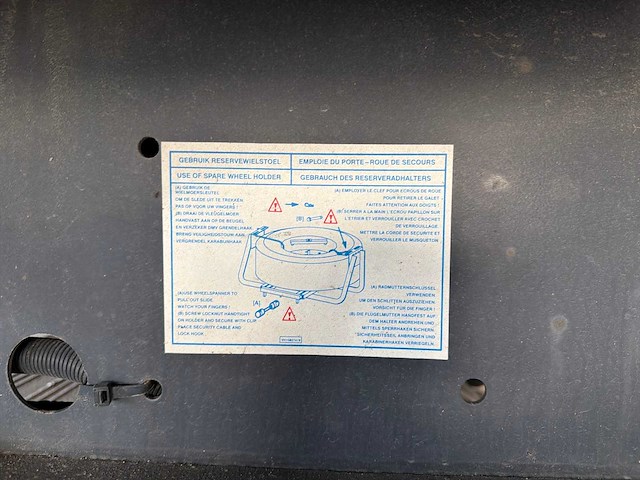 GEBRUIK RESERVEWIELSTOEL
EMPLOIE DU PORTE-ROUE DE SECOURS
USE OF SPARE WHEEL HOLDER
GEBRAUCH DES RESERVERADHALTERS
(A) GEBRUIK DE
WIELMOERSLEUTEL
OM DE SLEDE UIT TE TREKKEN
PAS OP VOOR UW VINGERS !
(B) DRAAI DE VLEUGELMOER
HANDVAST AAN OP DE BEUGEL
EN VERZEKER DMV GRENDELHAAK
BRENG VEILIGHEIDSTOUW AAN,
VERGRENDEL KARABIJNHAAK
(A) EMPLOYER LE CLEF POUR ECROUS DE ROUE
POUR RETIRER LE GALET
FAITES ATTENTION AUX DOIGTS !
(B) SERRER A LA MAIN L'ECROU PAPILLON SUR
L'ETRIER ET VERROUILLER AVEC CROCHET
DE VERROUILLAGE
METTRE LA CORDE DE SECURITE ET
VERROUILLER LE MUSQUETON
[B]
[A]
(A) USE WHEELSPANNER TO
PULL OUT SLIDE
WATCH YOUR FINGERS !
(B) SCREW LOCKNUT HANDTIGHT
ON HOLDER AND SECURE WITH CLIP
PLACE SECURITY CABLE AND
LOCK HOOK
(A) RADMUTTERNSCHLÜSSEL
VERWENDEN
UM DEN SCHLITTEN AUSZUZIEHEN
VORSICHT FÜR DIE FINGER !
(B) DIE FLÜGELMUTTER HANDFEST AUF
DEM HALTER ANDREHEN UND
MITTELS SPERRHAKEN SICHERN
SICHERHEITSSEIL ANBRINGEN UND
KARABINERHAKEN VERRIEGELN